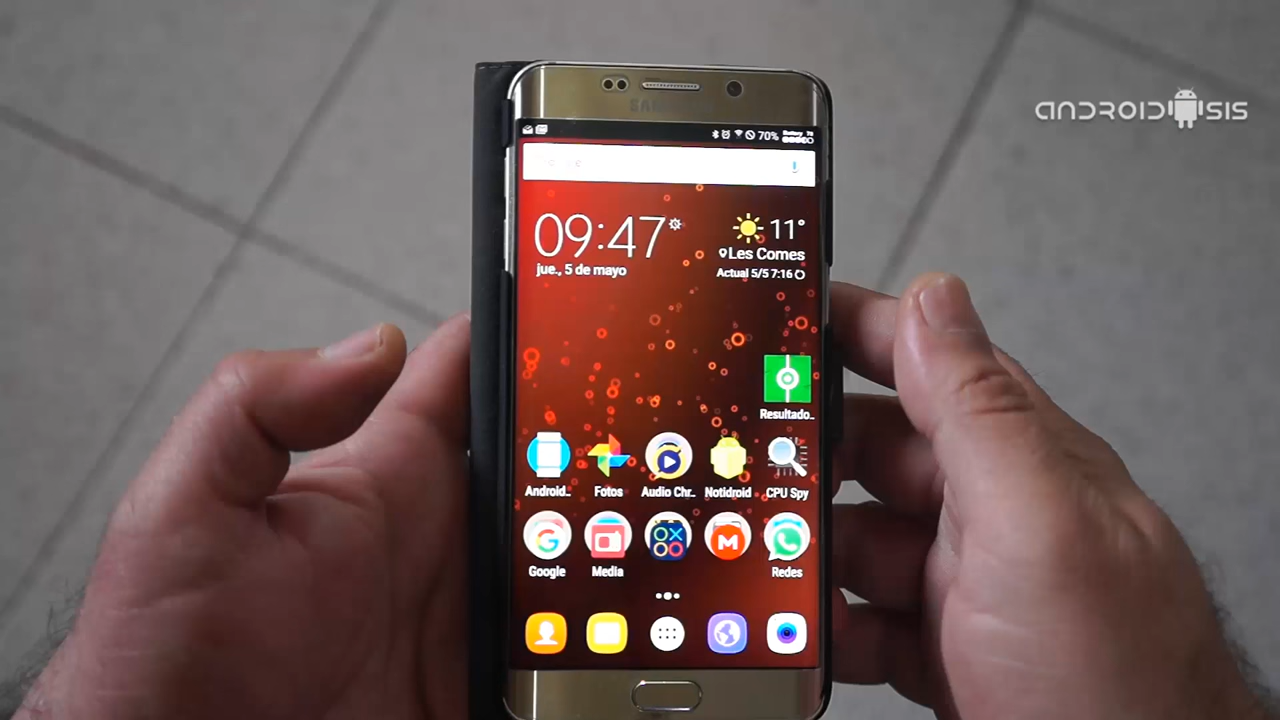 ANDROIDSIS
SAMSUNG
70%
09:47
11°
Les Comes
jue., 5 de mayo
Actual 5/5 7:16
Resultado..
Android..
Fotos
Audio Chr..
Notidroid
CPU Spy
Google
Media
Redes